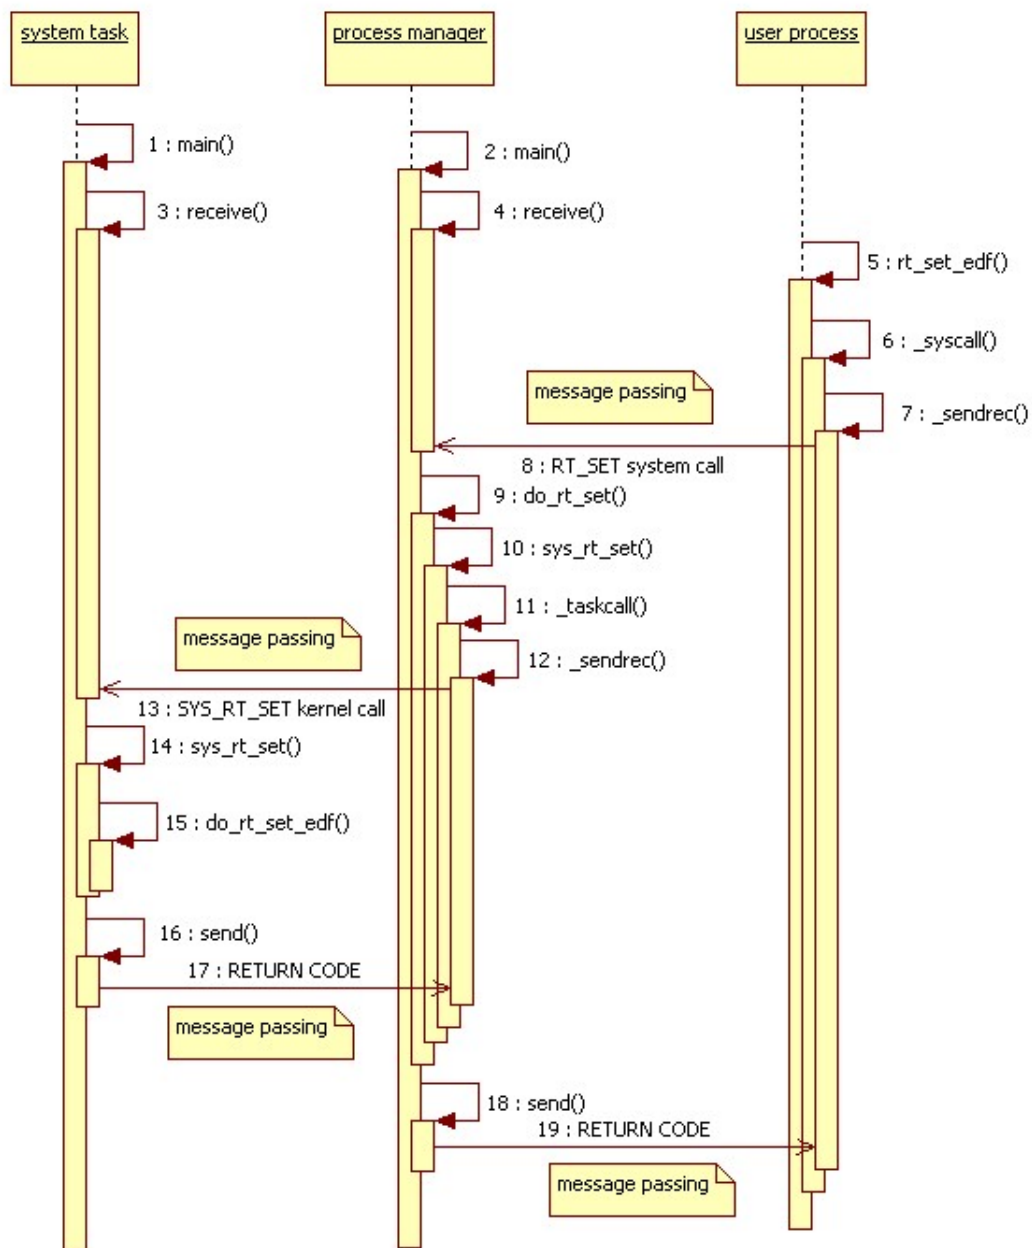 system task
process manager
user process
1 : main()
2 : main()
3 : receive()
4 : receive()
5 : rt_set_edf()
6 : _syscall()
message passing
7 : _sendrec()
8 : RT_SET system call
9 : do_rt_set()
10 : sys_rt_set()
11 : _taskcall()
message passing
12 : _sendrec()
13 : SYS_RT_SET kernel call
14 : sys_rt_set()
15 : do_rt_set_edf()
16 : send()
17 : RETURN CODE
message passing
18 : send()
19 : RETURN CODE
message passing